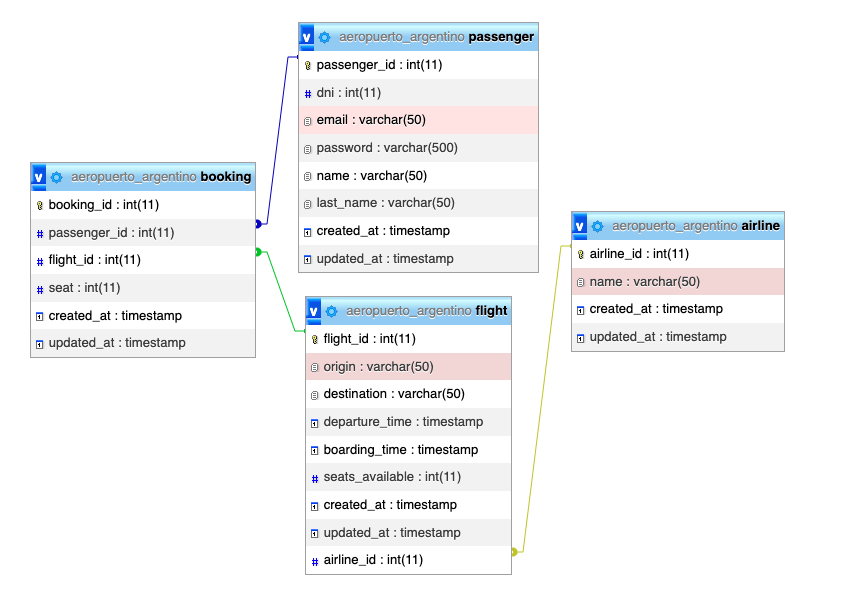 aeropuerto_argentino passenger
passenger_id : int(11)
dni : int(11)
email : varchar(50)
password : varchar(500)
name : varchar(50)
last_name : varchar(50)
created_at : timestamp
updated_at : timestamp
aeropuerto_argentino booking
booking_id : int(11)
passenger_id : int(11)
flight_id : int(11)
seat : int(11)
created_at : timestamp
updated_at : timestamp
aeropuerto_argentino flight
flight_id : int(11)
origin : varchar(50)
destination : varchar(50)
departure_time : timestamp
boarding_time : timestamp
seats_available : int(11)
created_at : timestamp
updated_at : timestamp
airline_id : int(11)
aeropuerto_argentino airline
airline_id : int(11)
name : varchar(50)
created_at : timestamp
updated_at : timestamp